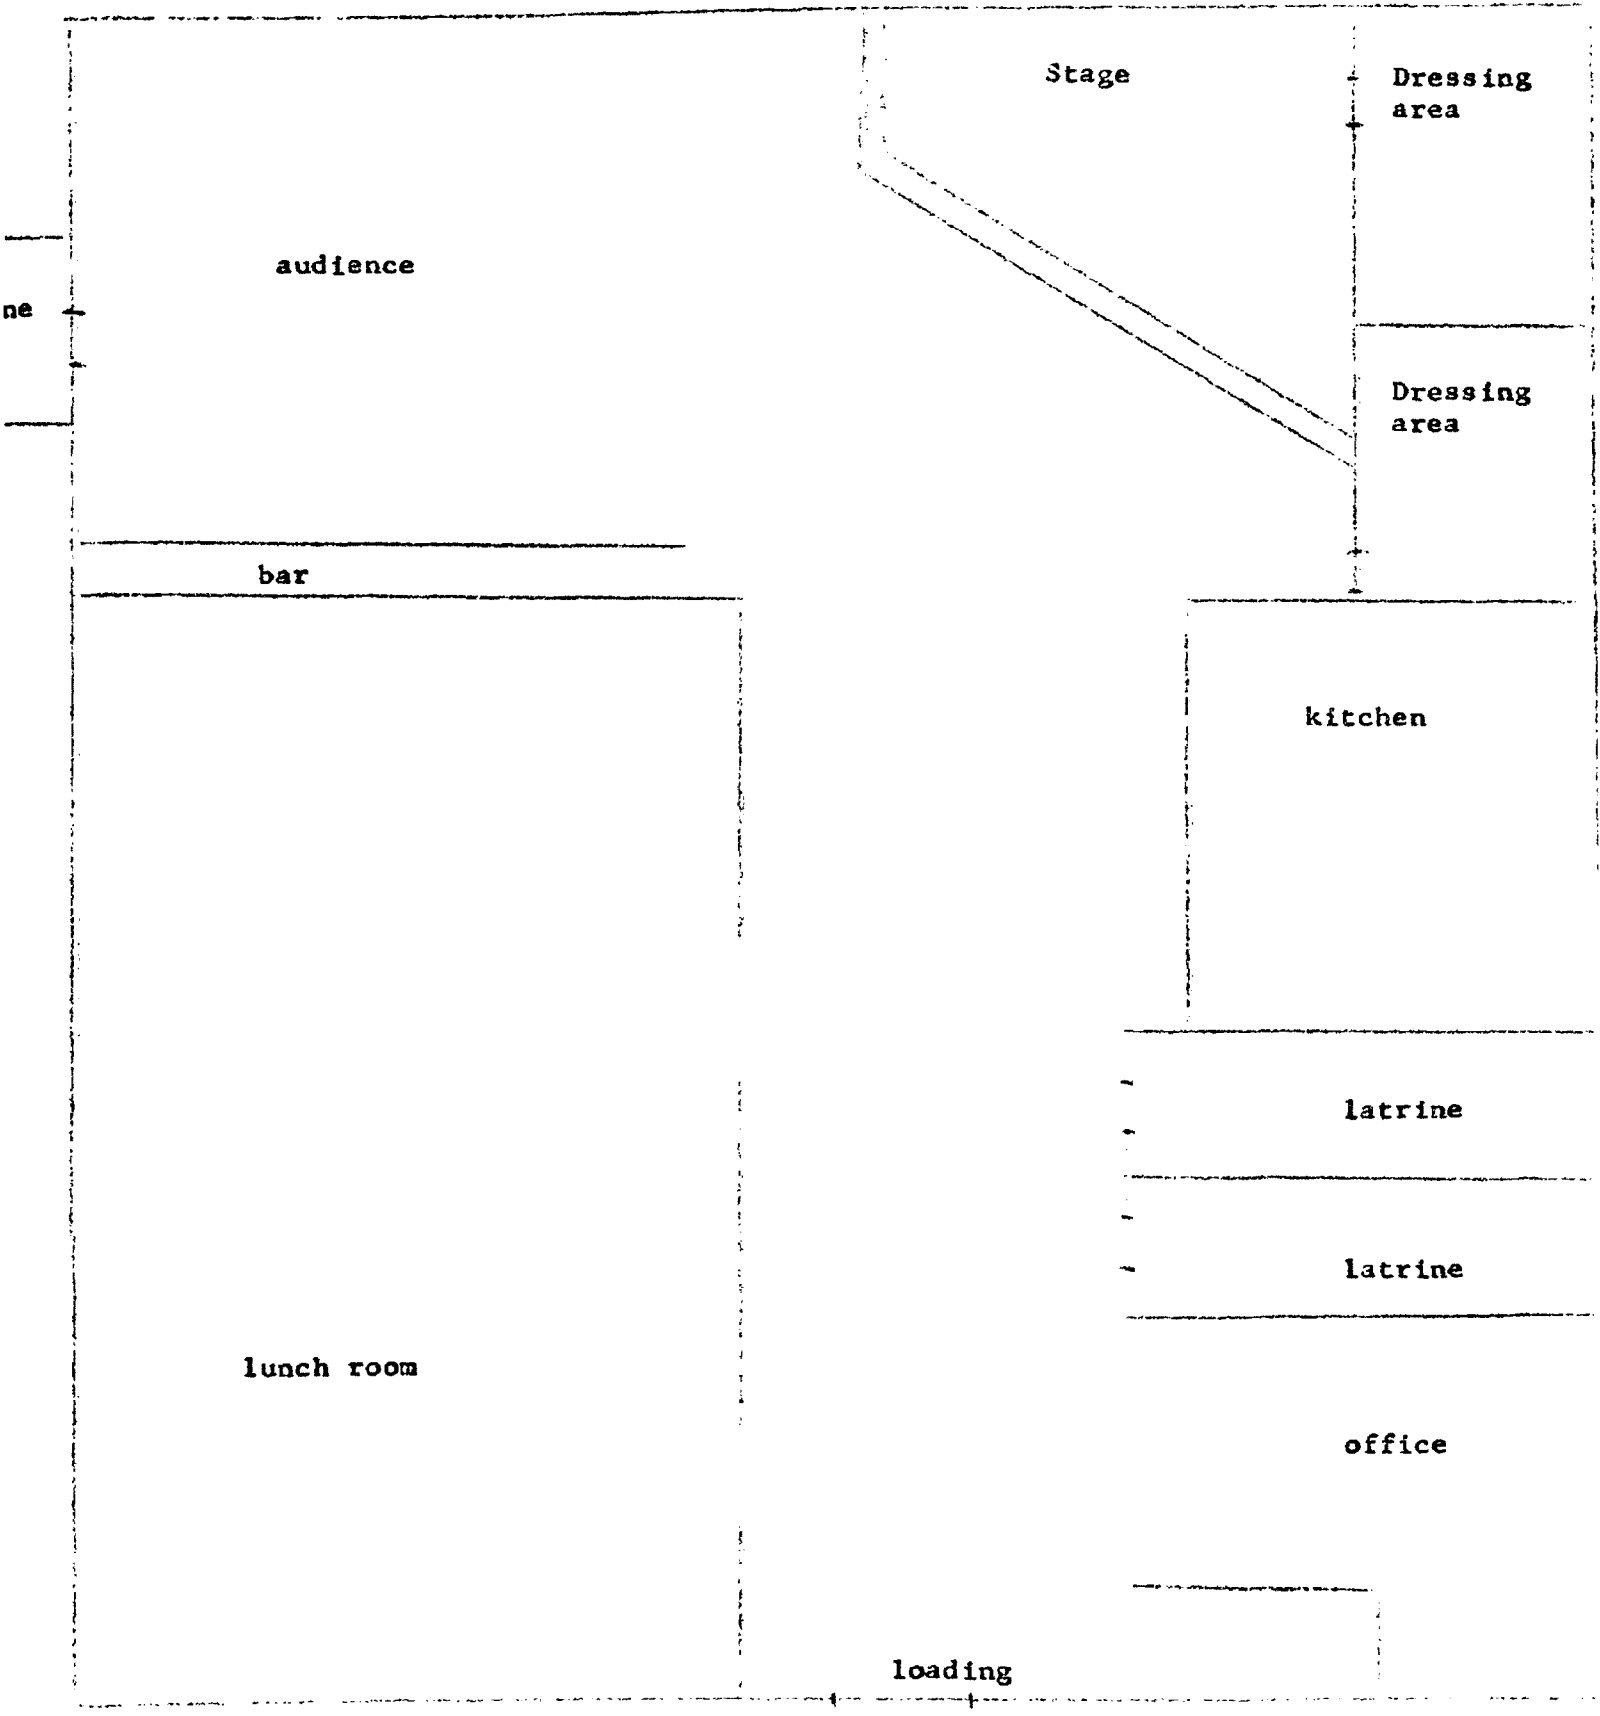 Stage
Dressing
area
audience
ne
Dressing
area
bar
kitchen
latrine
latrine
lunch room
office
loading